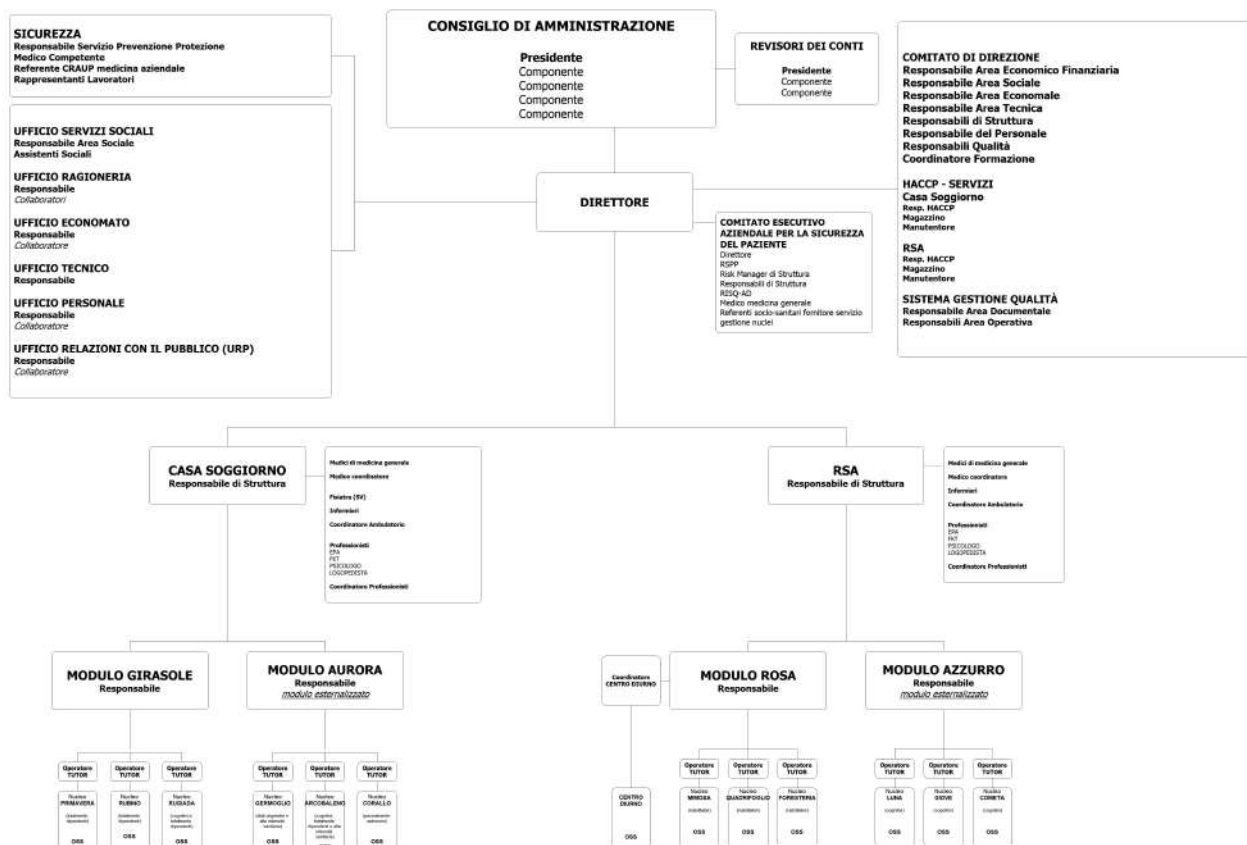 SICUREZZA
Responsabile Servizio Prevenzione Protezione
Medico Competente
Referente CRAUP medicina aziendale
Rappresentanti Lavoratori
UFFICIO SERVIZI SOCIALI
Responsabile Area Sociale
Assistenti Sociali
UFFICIO RAGIONERIA
Responsabile
Collaboratori
UFFICIO ECONOMATO
Responsabile
Collaboratore
UFFICIO TECNICO
Responsabile
UFFICIO PERSONALE
Responsabile
Collaboratore
UFFICIO RELAZIONI CON IL PUBBLICO (URP)
Responsabile
Collaboratore
CONSIGLIO DI AMMINISTRAZIONE
Presidente
Componente
Componente
Componente
Componente
REVISORI DEI CONTI
Presidente
Componente
Componente
DIRETTORE
COMITATO ESECUTIVO
AZIENDALE PER LA SICUREZZA
DEL PAZIENTE
Direttore
RSPP
Risk Manager di Struttura
Responsabili di Struttura
RISQ-AD
Medico medicina generale
Referenti socio-sanitari fornitore servizio
gestione nuclei
COMITATO DI DIREZIONE
Responsabile Area Economico Finanziaria
Responsabile Area Sociale
Responsabile Area Economale
Responsabile Area Tecnica
Responsabili di Struttura
Responsabile del Personale
Responsabili Qualità
Coordinatore Formazione
HACCP - SERVIZI
Casa Soggiorno
Resp. HACCP
Magazzino
Manutentore
RSA
Resp. HACCP
Magazzino
Manutentore
SISTEMA GESTIONE QUALITÀ
Responsabile Area Documentale
Responsabili Area Operativa
CASA SOGGIORNO
Responsabile di Struttura
Medici di medicina generale
Medico coordinatore
Fisiatra (SV)
Infermieri
Coordinatore Ambulatorio
Professionisti
EPA
FKT
PSICOLOGO
LOGOPEDISTA
Coordinatore Professionisti
RSA
Responsabile di Struttura
Medici di medicina generale
Medico coordinatore
Infermieri
Coordinatore Ambulatorio
Professionisti
EPA
FKT
PSICOLOGO
LOGOPEDISTA
Coordinatore Professionisti
MODULO GIRASOLE
Responsabile
MODULO AURORA
Responsabile
modulo esternalizzato
Coordinatore
CENTRO DIURNO
MODULO ROSA
Responsabile
MODULO AZZURRO
Responsabile
modulo esternalizzato
Operatore
TUTOR
Operatore
TUTOR
Operatore
TUTOR
Operatore
TUTOR
Operatore
TUTOR
Operatore
TUTOR
Operatore
TUTOR
Operatore
TUTOR
Operatore
TUTOR
Operatore
TUTOR
Operatore
TUTOR
Operatore
TUTOR
Nucleo
PRIMAVERA
OSS
Nucleo
RUBINO
OSS
Nucleo
RUGIADA
OSS
Nucleo
GERMOGLIO
OSS
Nucleo
ARCOBALENO
OSS
Nucleo
CORALLO
OSS
CENTRO
DIURNO
OSS
Nucleo
MIMOSA
OSS
Nucleo
QUADRIFOGLIO
OSS
Nucleo
FORESTERIA
OSS
Nucleo
LUNA
OSS
Nucleo
GIOVE
OSS
Nucleo
COMETA
OSS